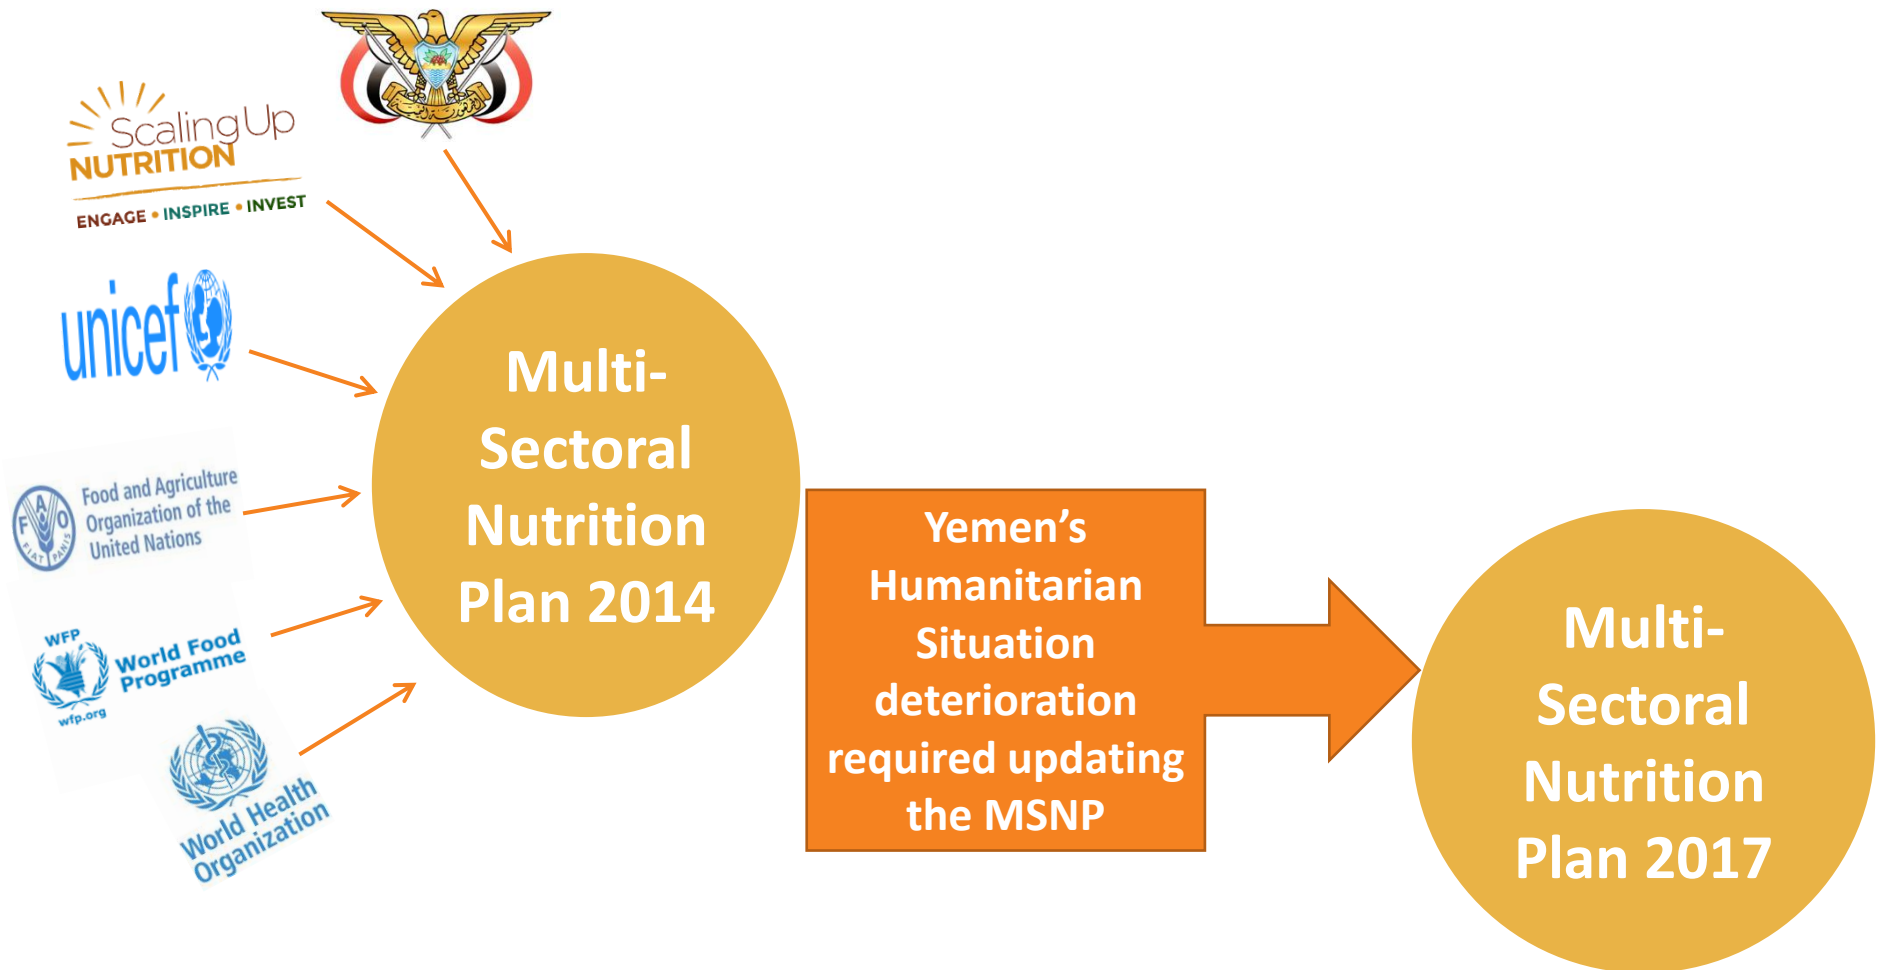 Scaling Up
NUTRITION
ENGAGE • INSPIRE • INVEST
unicef
F A O
FIAT PANIS
Food and Agriculture
Organization of the
United Nations
WFP
wfp.org
World Food
Programme
World Health
Organization
Multi-
Sectoral
Nutrition
Plan 2014
Yemen’s
Humanitarian
Situation
deterioration
required updating
the MSNP
Multi-
Sectoral
Nutrition
Plan 2017